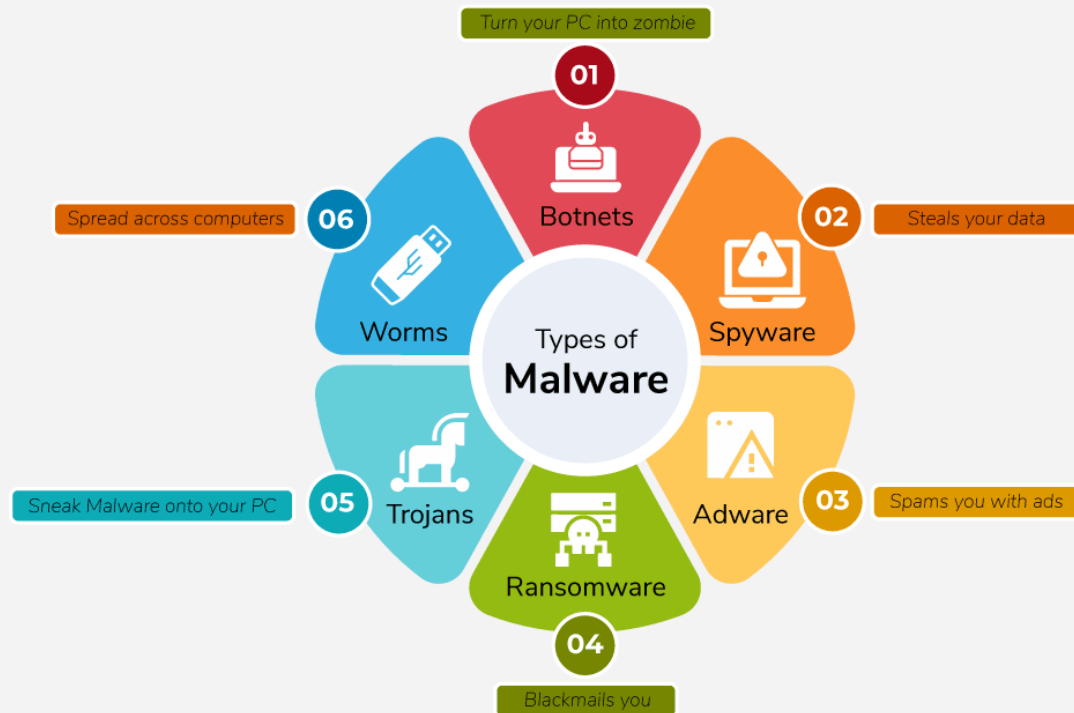 Turn your PC into zombie
01
Botnets
02
Steals your data
Spyware
03
Spams you with ads
Adware
04
Ransomware
Blackmails you
05
Sneak Malware onto your PC
Trojans
06
Spread across computers
Worms
Types of
Malware